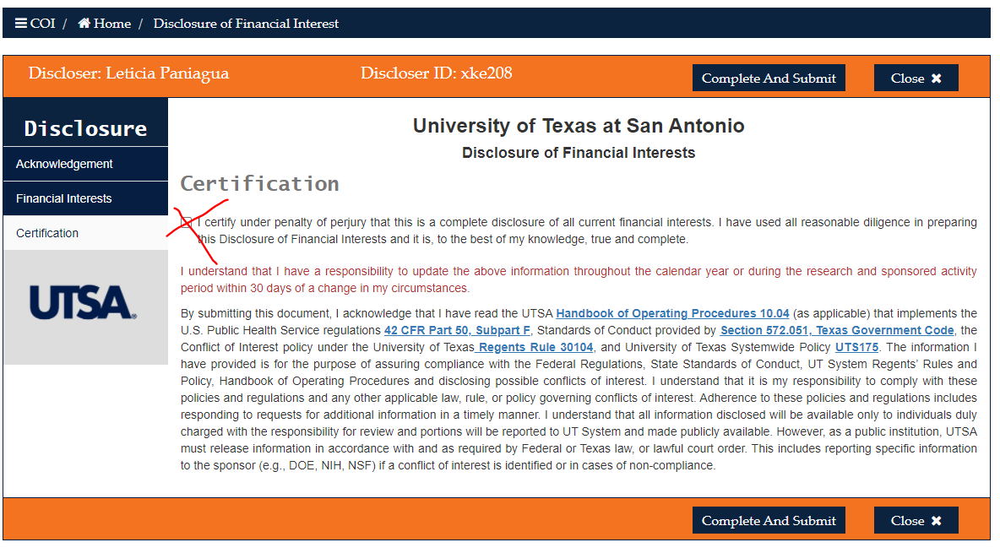 COI / Home / Disclosure of Financial Interest
Discloser: Leticia Paniagua Discloser ID: xke208 Complete And Submit Close ✖
Disclosure
Acknowledgement
Financial Interests
Certification
UTSA.
University of Texas at San Antonio
Disclosure of Financial Interests
Certification
I certify under penalty of perjury that this is a complete disclosure of all current financial interests. I have used all reasonable diligence in preparing
this Disclosure of Financial Interests and it is, to the best of my knowledge, true and complete.
I understand that I have a responsibility to update the above information throughout the calendar year or during the research and sponsored activity
period within 30 days of a change in my circumstances.
By submitting this document, I acknowledge that I have read the UTSA Handbook of Operating Procedures 10.04 (as applicable) that implements the
U.S. Public Health Service regulations 42 CFR Part 50, Subpart F, Standards of Conduct provided by Section 572.051, Texas Government Code, the
Conflict of Interest policy under the University of Texas Regents Rule 30104, and University of Texas Systemwide Policy UTS175. The information I
have provided is for the purpose of assuring compliance with the Federal Regulations, State Standards of Conduct, UT System Regents' Rules and
Policy, Handbook of Operating Procedures and disclosing possible conflicts of interest. I understand that it is my responsibility to comply with these
policies and regulations and any other applicable law, rule, or policy governing conflicts of interest. Adherence to these policies and regulations includes
responding to requests for additional information in a timely manner. I understand that all information disclosed will be available only to individuals duly
charged with the responsibility for review and portions will be reported to UT System and made publicly available. However, as a public institution, UTSA
must release information in accordance with and as required by Federal or Texas law, or lawful court order. This includes reporting specific information
to the sponsor (e.g., DOE, NIH, NSF) if a conflict of interest is identified or in cases of non-compliance.
Complete And Submit Close ✖